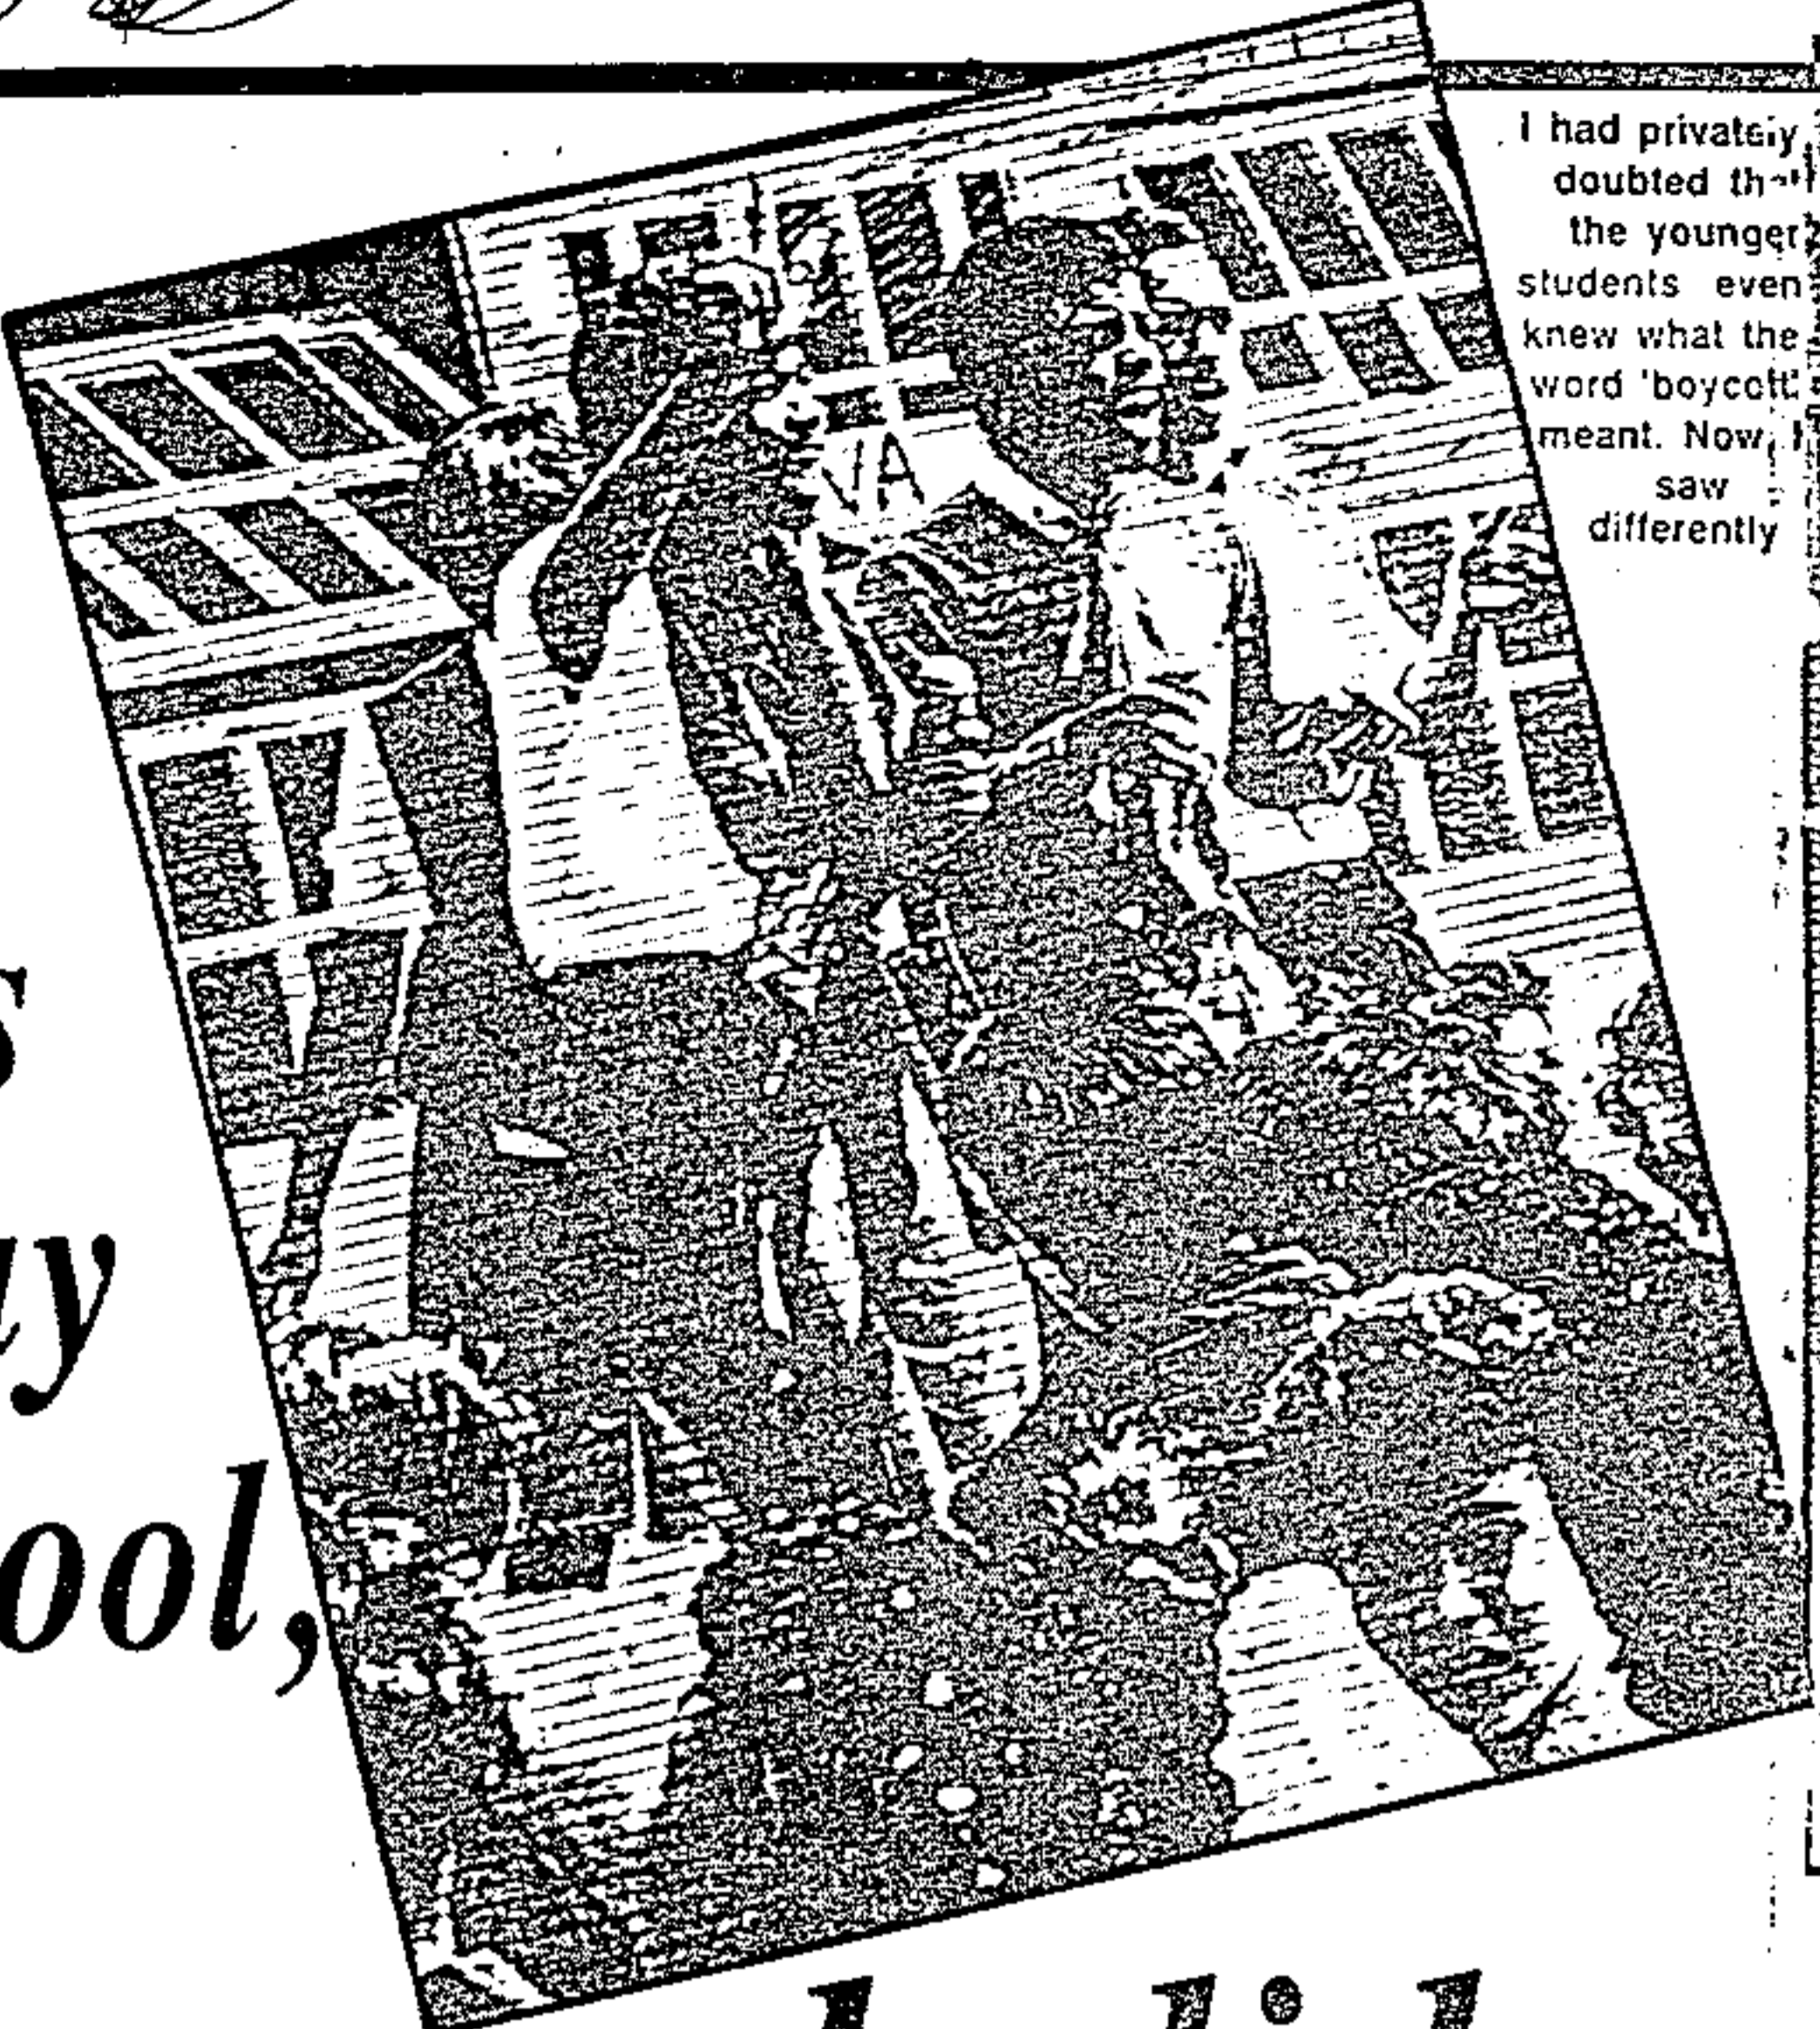 I had privately
doubted that
the younger
students even
knew what the
word 'boycott'
meant. Now, I
saw
differently
VA
ool,